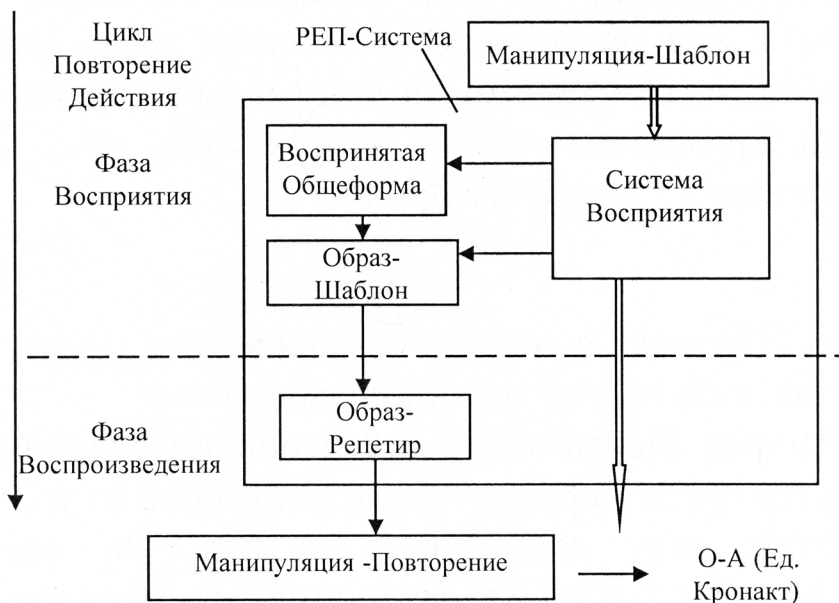 Цикл
Повторение
Действия
РЕП-Система
Манипуляция-Шаблон
Фаза
Восприятия
Воспринятая
Общеформа
Система
Восприятия
Образ-
Шаблон
Фаза
Воспроизведения
Образ-
Репетир
Манипуляция -Повторение
О-А (Ед.
Кронакт)